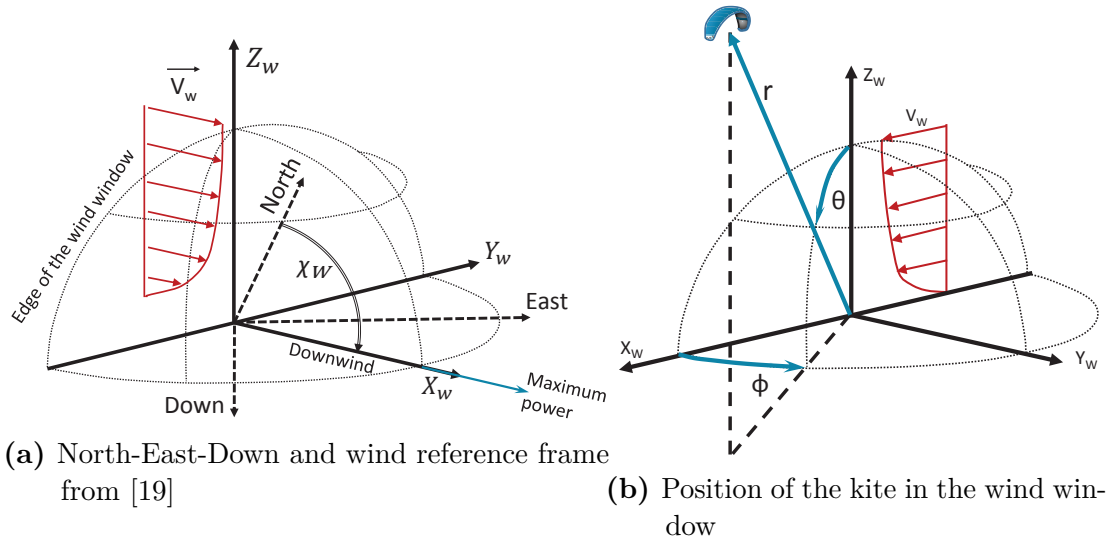 Z_w
V_w
Edge of the wind window
North
χ_W
Y_w
East
Downwind
X_w
Maximum
power
Down
(a) North-East-Down and wind reference frame
from [19]
r
Z_w
V_w
θ
X_w
Y_w
ϕ
(b) Position of the kite in the wind win-
dow